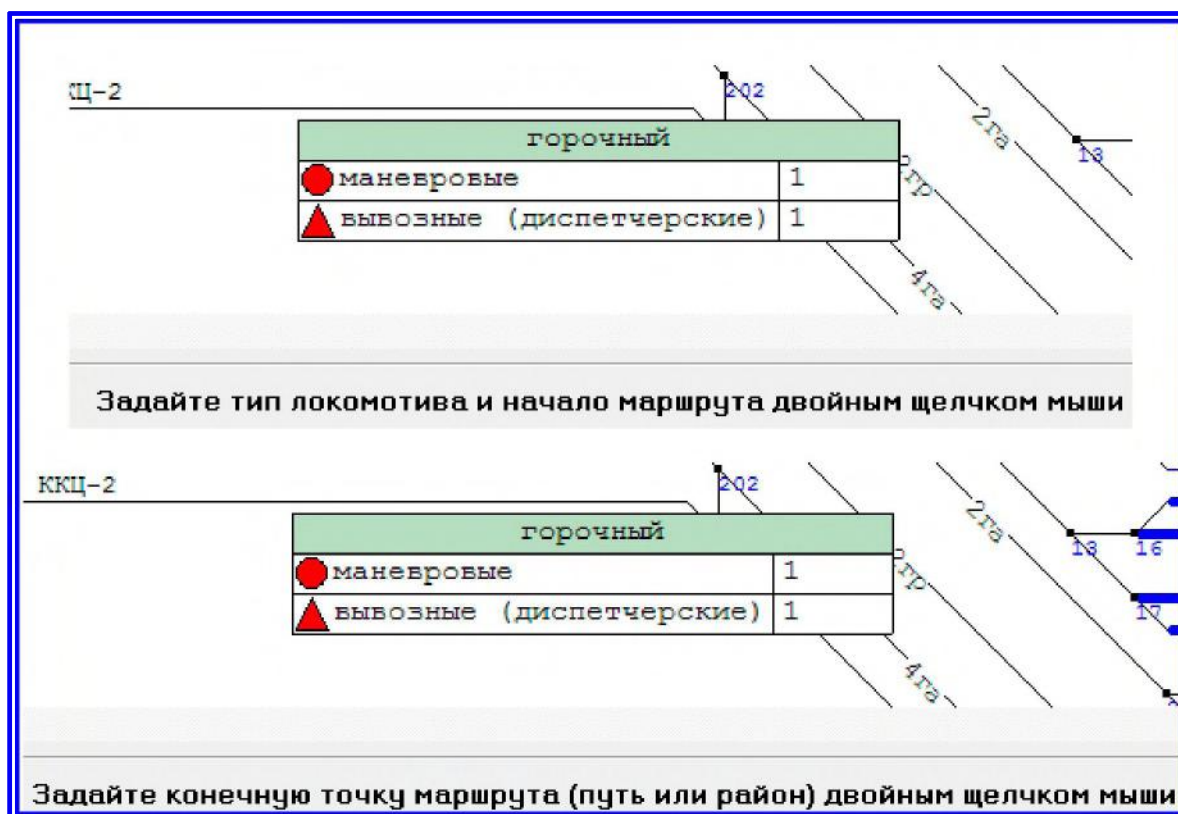 КЦ-2
202
горочный
маневровые 1
вывозные (диспетчерские) 1
2га
13
2гр
4га
Задайте тип локомотива и начало маршрута двойным щелчком мыши
ККЦ-2
202
горочный
маневровые 1
вывозные (диспетчерские) 1
2га
13
16
17
2гр
4га
Задайте конечную точку маршрута (путь или район) двойным щелчком мыши